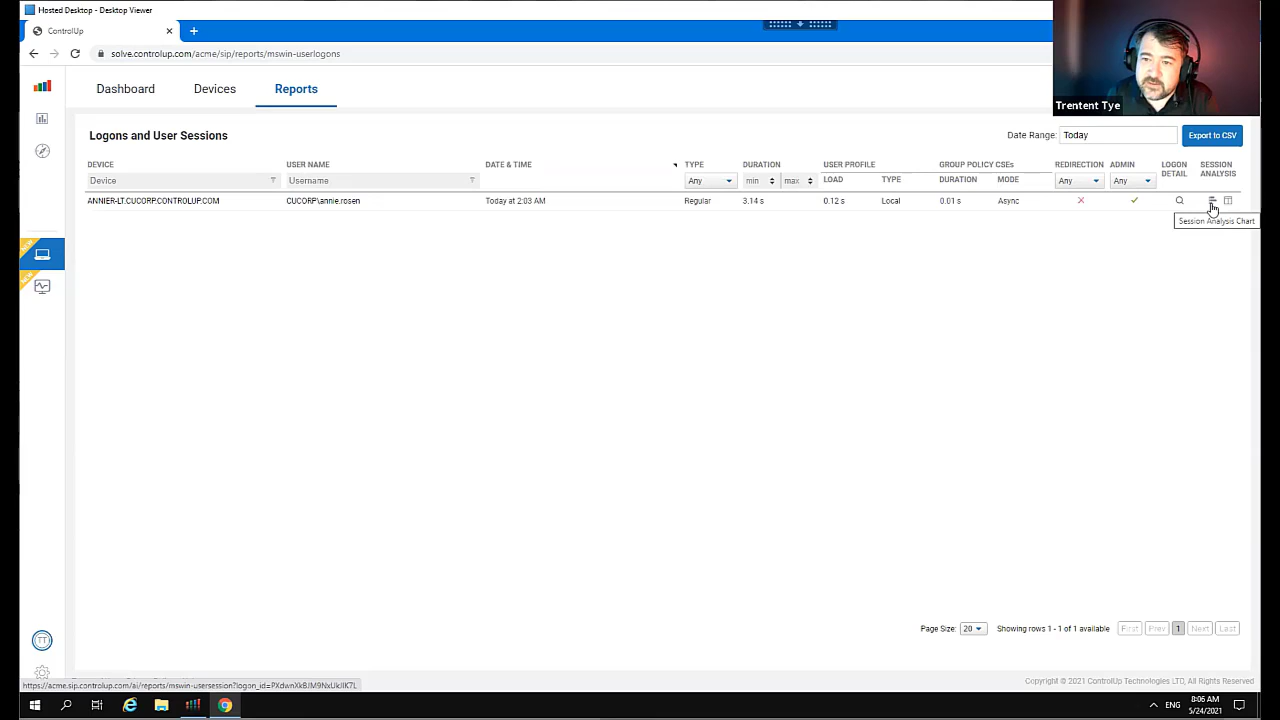 Hosted Desktop - Desktop Viewer
ControlUp
solve.controlup.com/acme/sip/reports/mswin-userlogons
Trentent Tye
Dashboard Devices Reports
Logons and User Sessions
Date Range: Today Export to CSV
DEVICE USER NAME DATE & TIME TYPE DURATION USER PROFILE GROUP POLICY CSEs REDIRECTION ADMIN LOGON DETAIL SESSION ANALYSIS
Device Username Any min max LOAD TYPE DURATION MODE Any Any
ANNIER-LT.CUCORP.CONTROLUP.COM CUCORP\annie.rosen Today at 2:03 AM Regular 3.14 s 0.12 s Local 0.01 s Async
Session Analysis Chart
Page Size: 20 Showing rows 1 - 1 of 1 available First Prev 1 Next Last
TT
Copyright © 2021 ControlUp Technologies LTD, All Rights Reserved
ENG
8:06 AM
5/24/2021